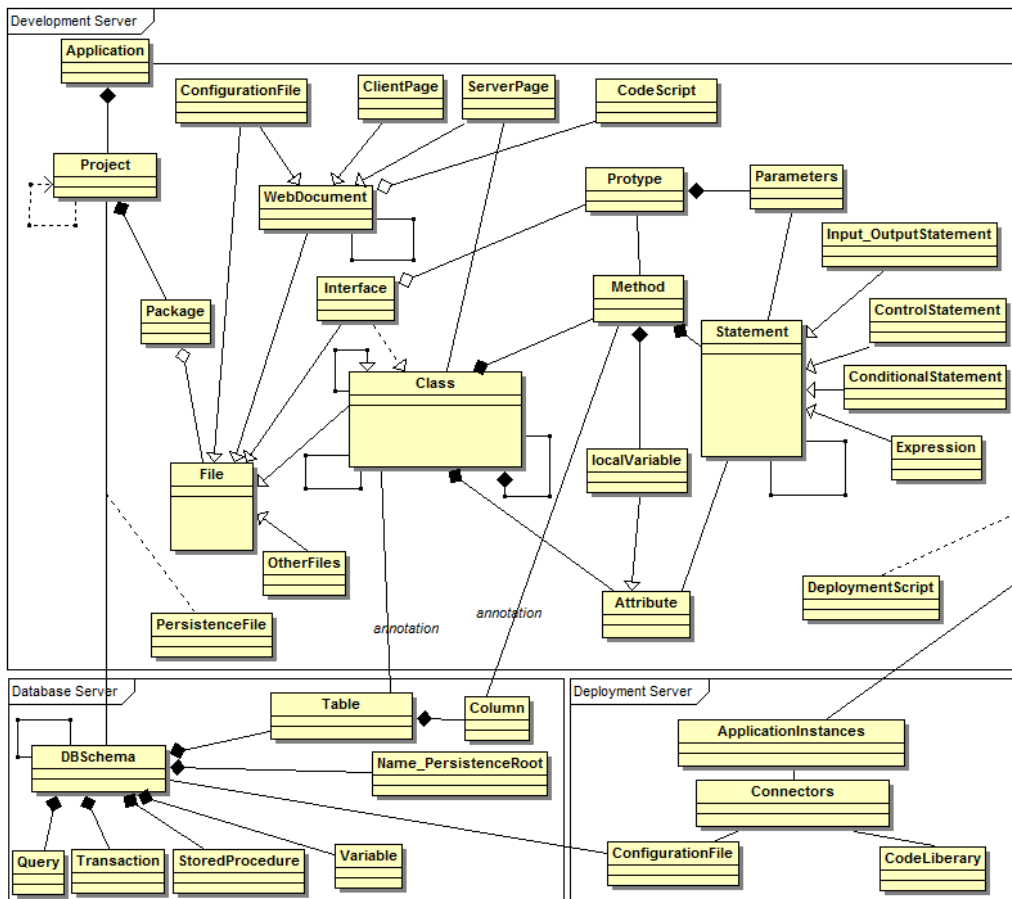 Development Server
Application
ConfigurationFile
ClientPage
ServerPage
CodeScript
Project
WebDocument
Protype
Parameters
Input_OutputStatement
Interface
Method
Package
Statement
ControlStatement
Class
ConditionalStatement
localVariable
Expression
File
OtherFiles
DeploymentScript
Attribute
PersistenceFile
annotation
annotation
Database Server
Deployment Server
Table
Column
ApplicationInstances
DBSchema
Name_PersistenceRoot
Connectors
Query
Transaction
StoredProcedure
Variable
ConfigurationFile
CodeLiberary